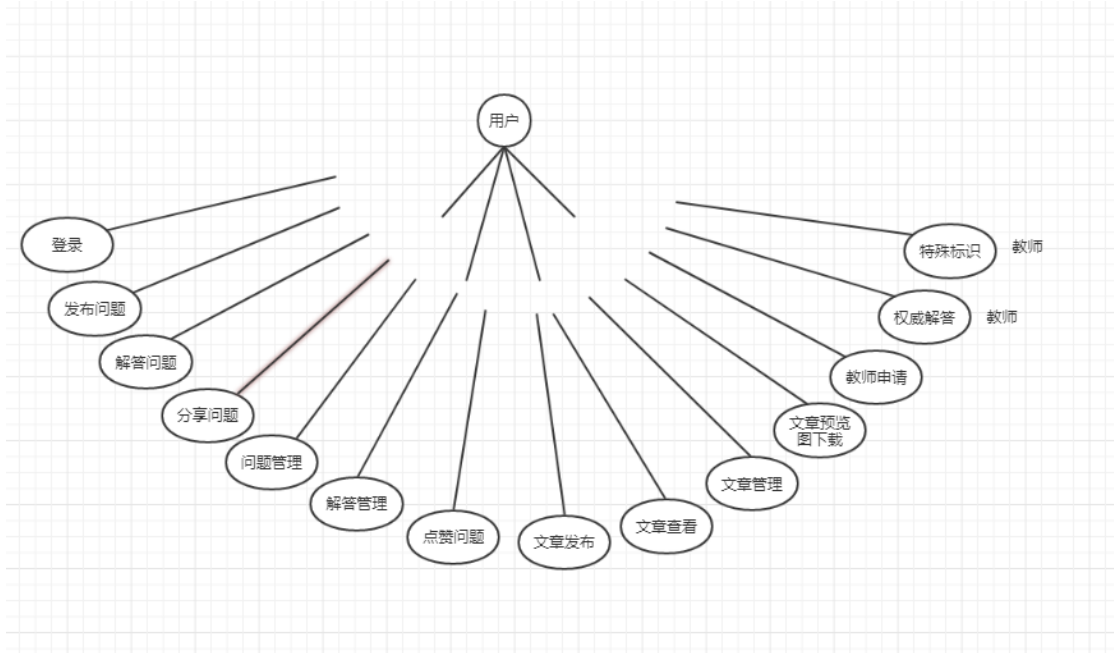 用户
登录
发布问题
解答问题
分享问题
问题管理
解答管理
点赞问题
文章发布
文章查看
文章管理
文章预览
图下载
教师申请
权威解答
教师
特殊标识
教师